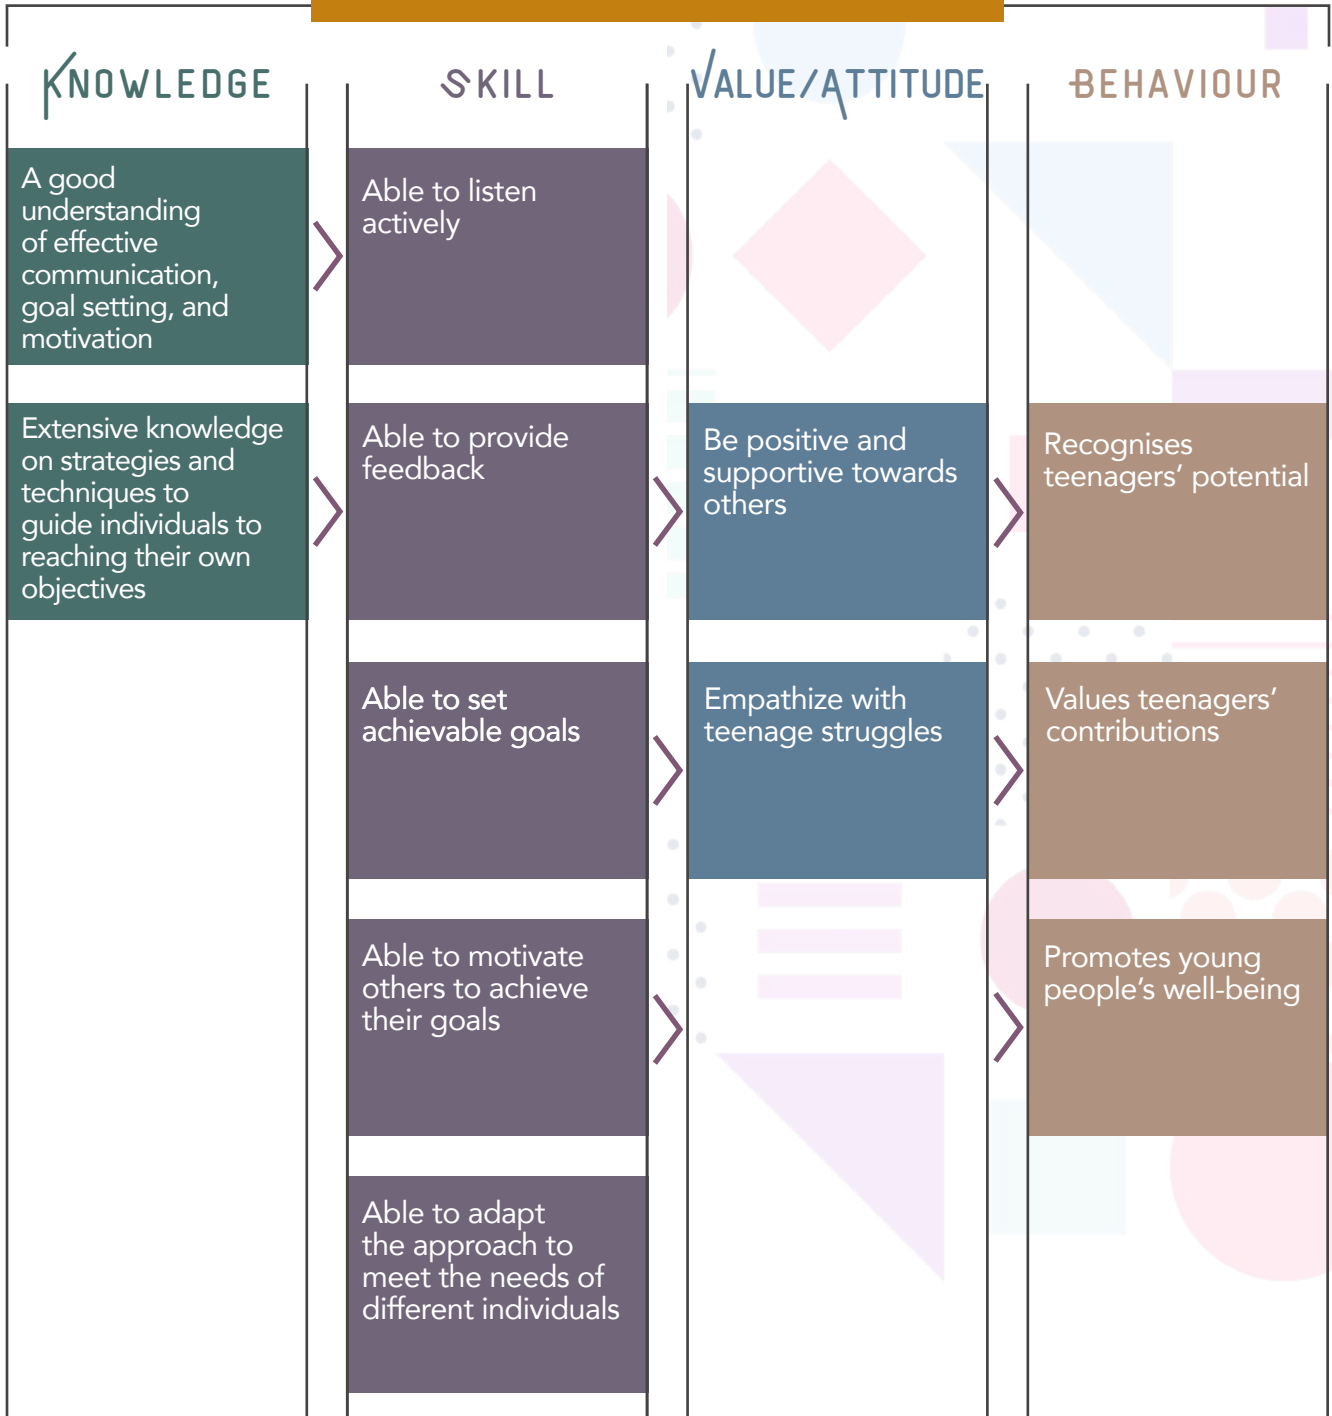 KNOWLEDGE
A good
understanding
of effective
communication,
goal setting, and
motivation
Extensive knowledge
on strategies and
techniques to
guide individuals to
reaching their own
objectives
SKILL
Able to listen
actively
Able to provide
feedback
Able to set
achievable goals
Able to motivate
others to achieve
their goals
Able to adapt
the approach to
meet the needs of
different individuals
VALUE/ATTITUDE
Be positive and
supportive towards
others
Empathize with
teenage struggles
BEHAVIOUR
Recognises
teenagers’ potential
Values teenagers’
contributions
Promotes young
people’s well-being